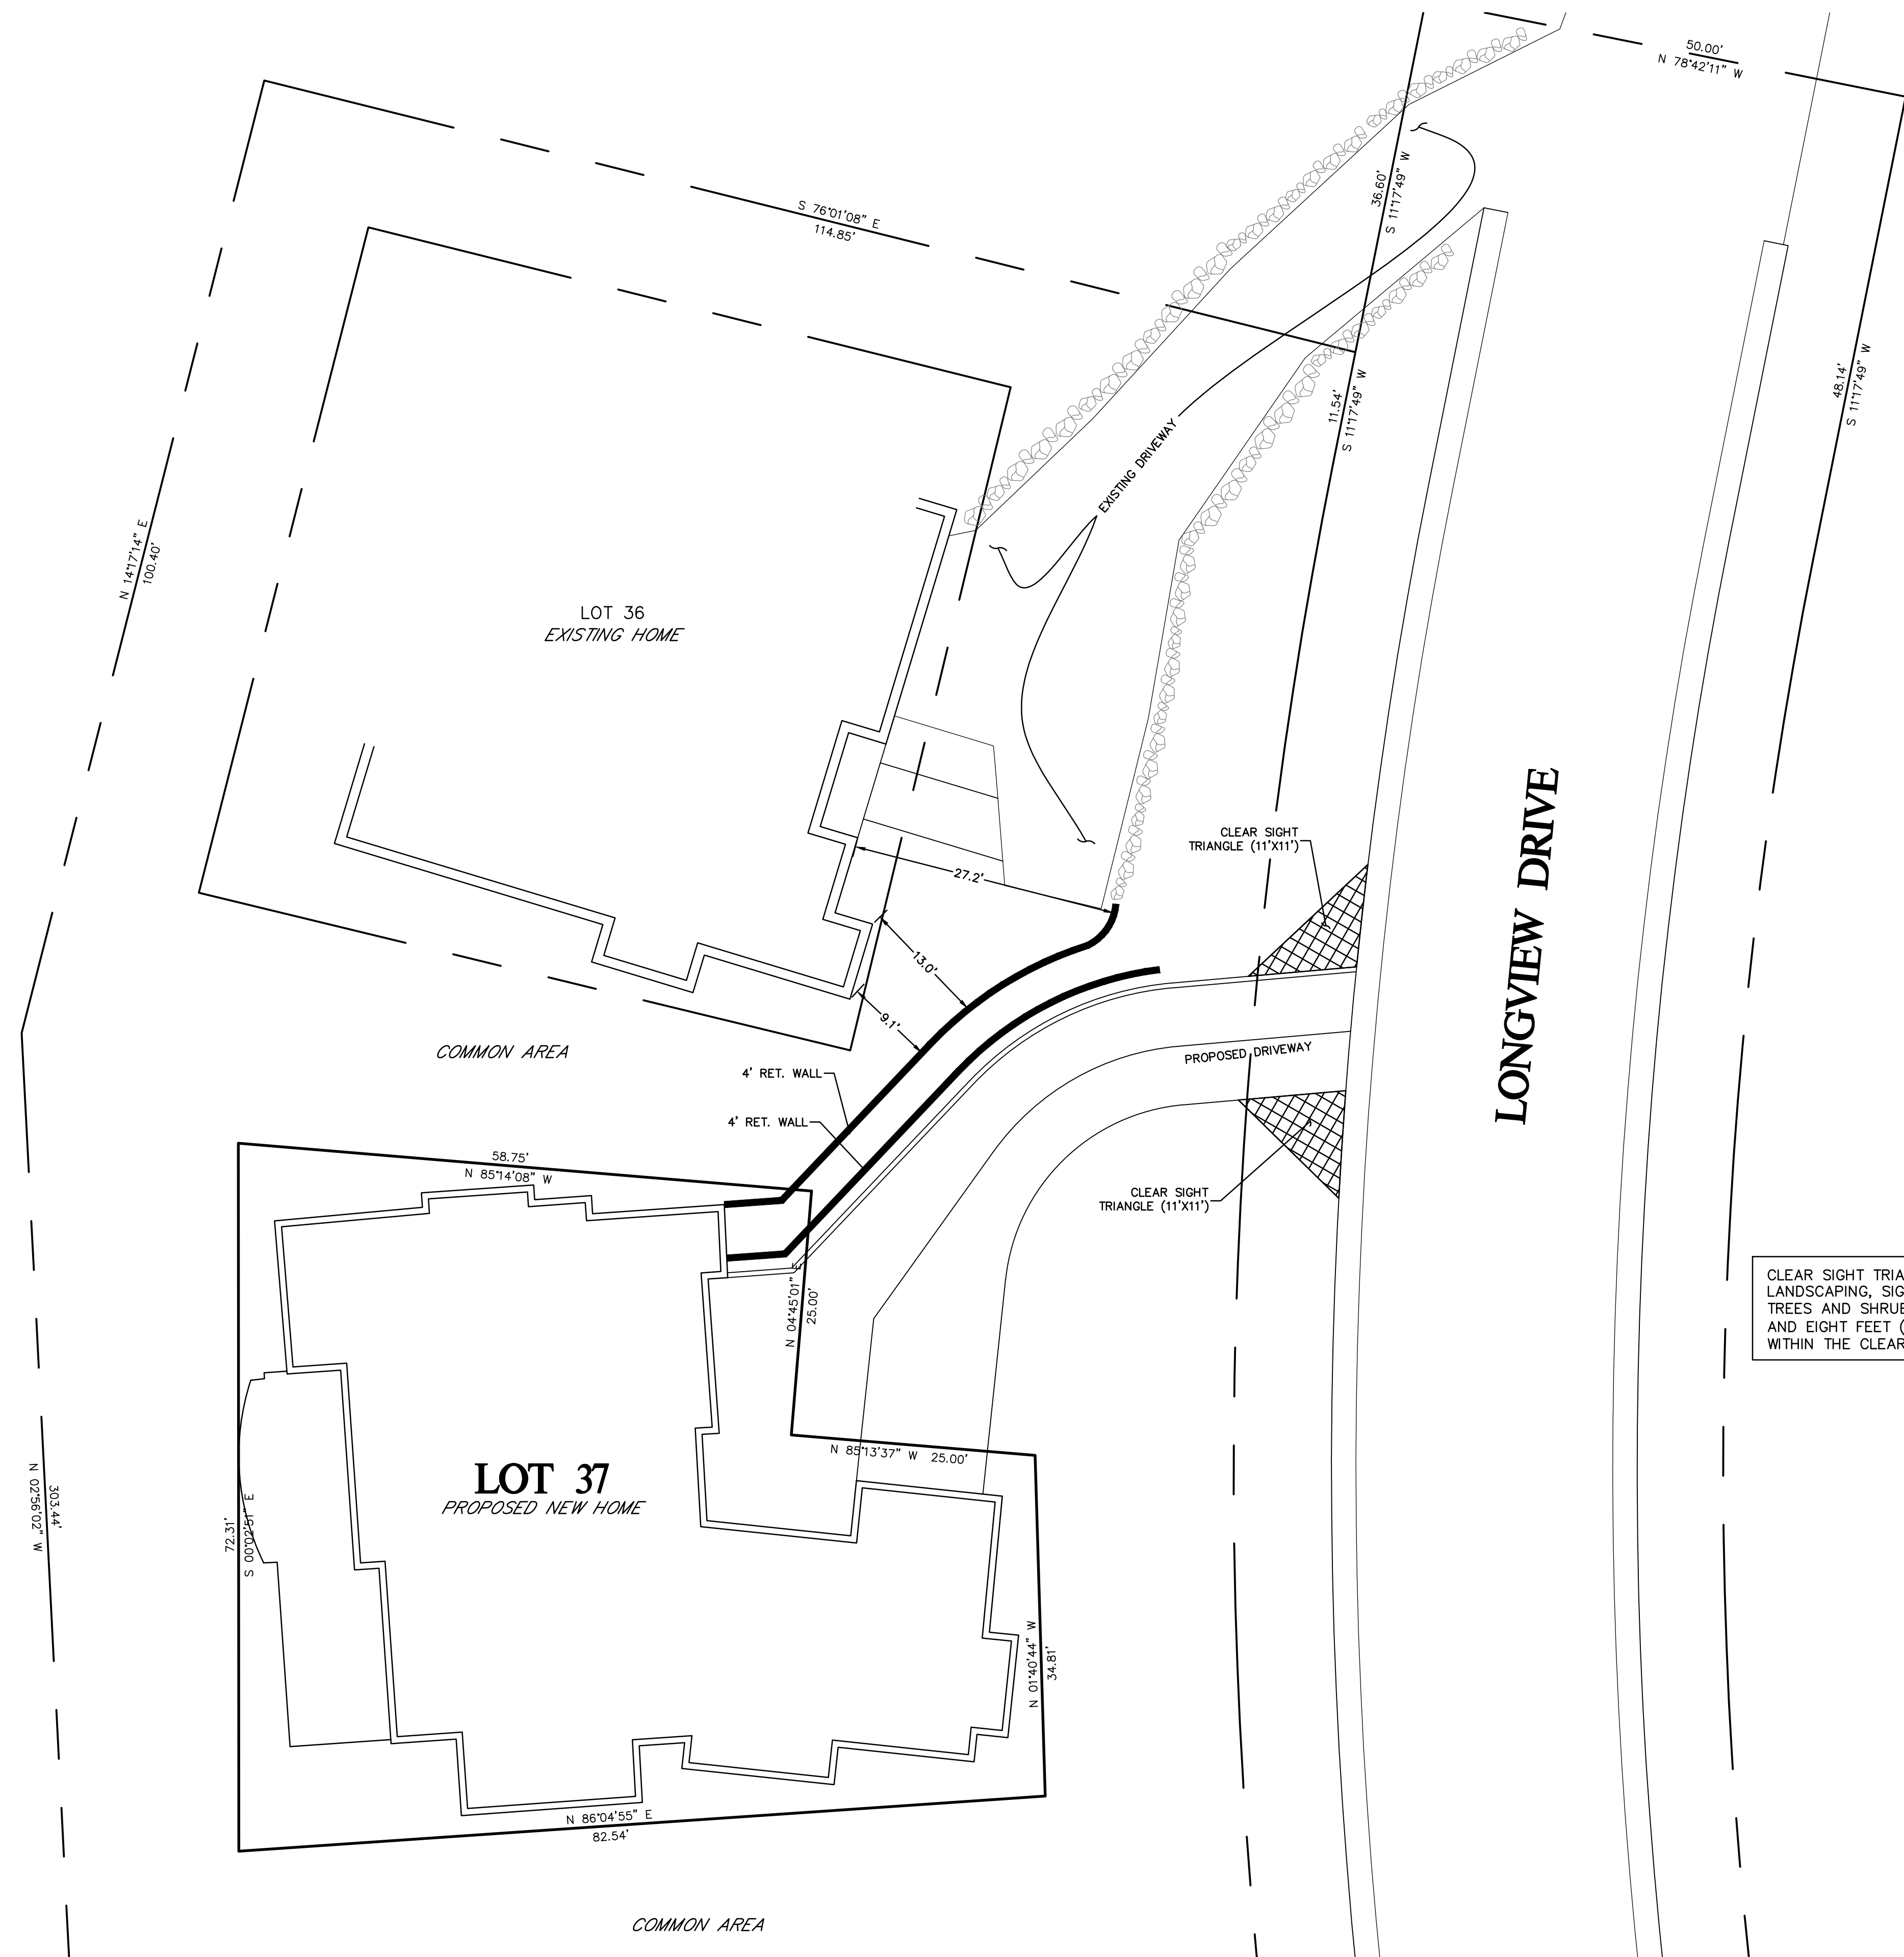 50.00'
N 78°42'11" W
S 76°01'08" E
114.85'
36.60'
S 11°17'49" W
11.54'
S 11°17'49" W
48.14'
S 11°17'49" W
EXISTING DRIVEWAY
N 14°17'14" E
100.40'
LOT 36
EXISTING HOME
CLEAR SIGHT
TRIANGLE (11'X11')
LONGVIEW DRIVE
27.2'
13.0'
9.1'
COMMON AREA
PROPOSED DRIVEWAY
4' RET. WALL
4' RET. WALL
58.75'
N 85°14'08" W
CLEAR SIGHT
TRIANGLE (11'X11')
N 04°45'01" E
25.00'
CLEAR SIGHT TRIA
LANDSCAPING, SIG
TREES AND SHRUB
AND EIGHT FEET (
WITHIN THE CLEAR
N 85°13'37" W 25.00'
LOT 37
PROPOSED NEW HOME
303.44'
N 02°56'02" W
72.31'
S 00°02'51" E
N 01°40'44" W
34.81'
N 86°04'55" E
82.54'
COMMON AREA